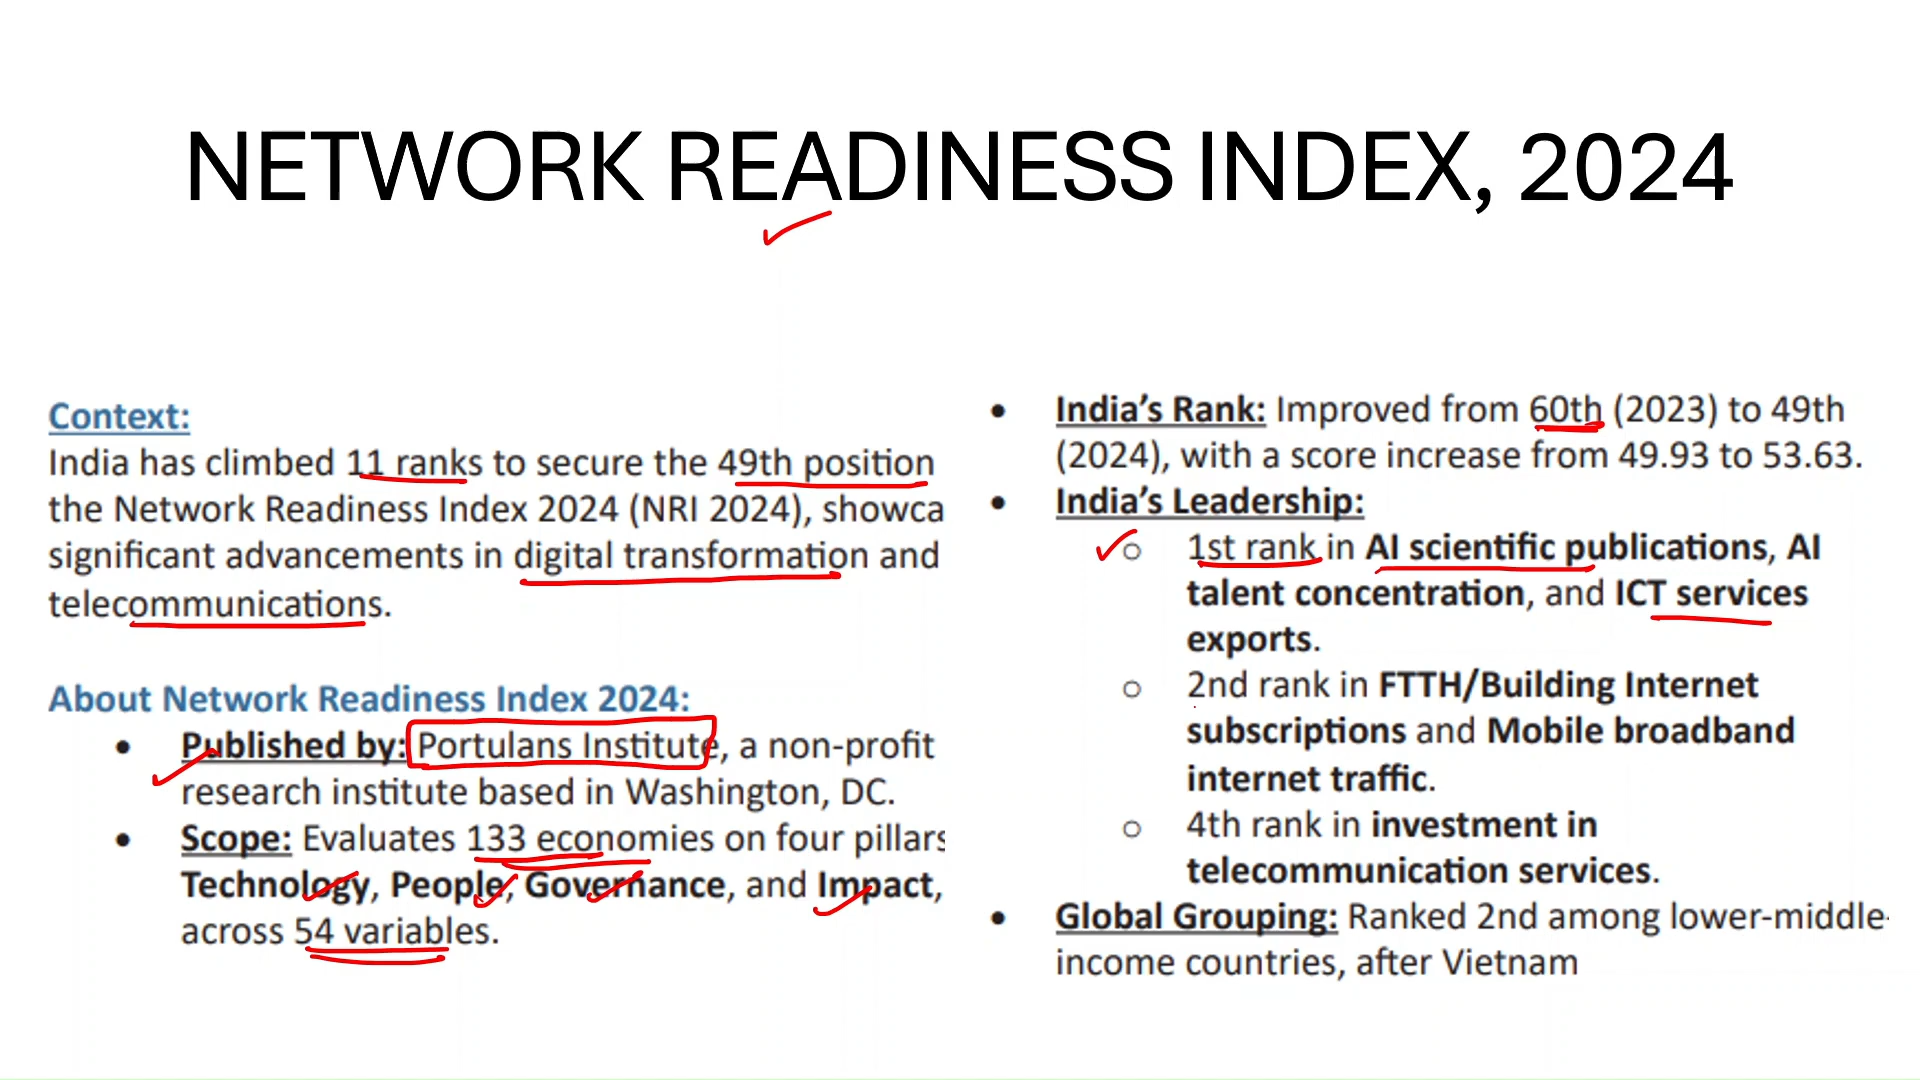 NETWORK READINESS INDEX, 2024
Context:
India has climbed 11 ranks to secure the 49th position
the Network Readiness Index 2024 (NRI 2024), showca
significant advancements in digital transformation and
telecommunications.
About Network Readiness Index 2024:
• Published by: Portulans Institute, a non-profit
research institute based in Washington, DC.
• Scope: Evaluates 133 economies on four pillars
Technology, People, Governance, and Impact,
across 54 variables.
• India’s Rank: Improved from 60th (2023) to 49th
(2024), with a score increase from 49.93 to 53.63.
• India’s Leadership:
○ 1st rank in AI scientific publications, AI
talent concentration, and ICT services
exports.
○ 2nd rank in FTTH/Building Internet
subscriptions and Mobile broadband
internet traffic.
○ 4th rank in investment in
telecommunication services.
• Global Grouping: Ranked 2nd among lower-middle-
income countries, after Vietnam